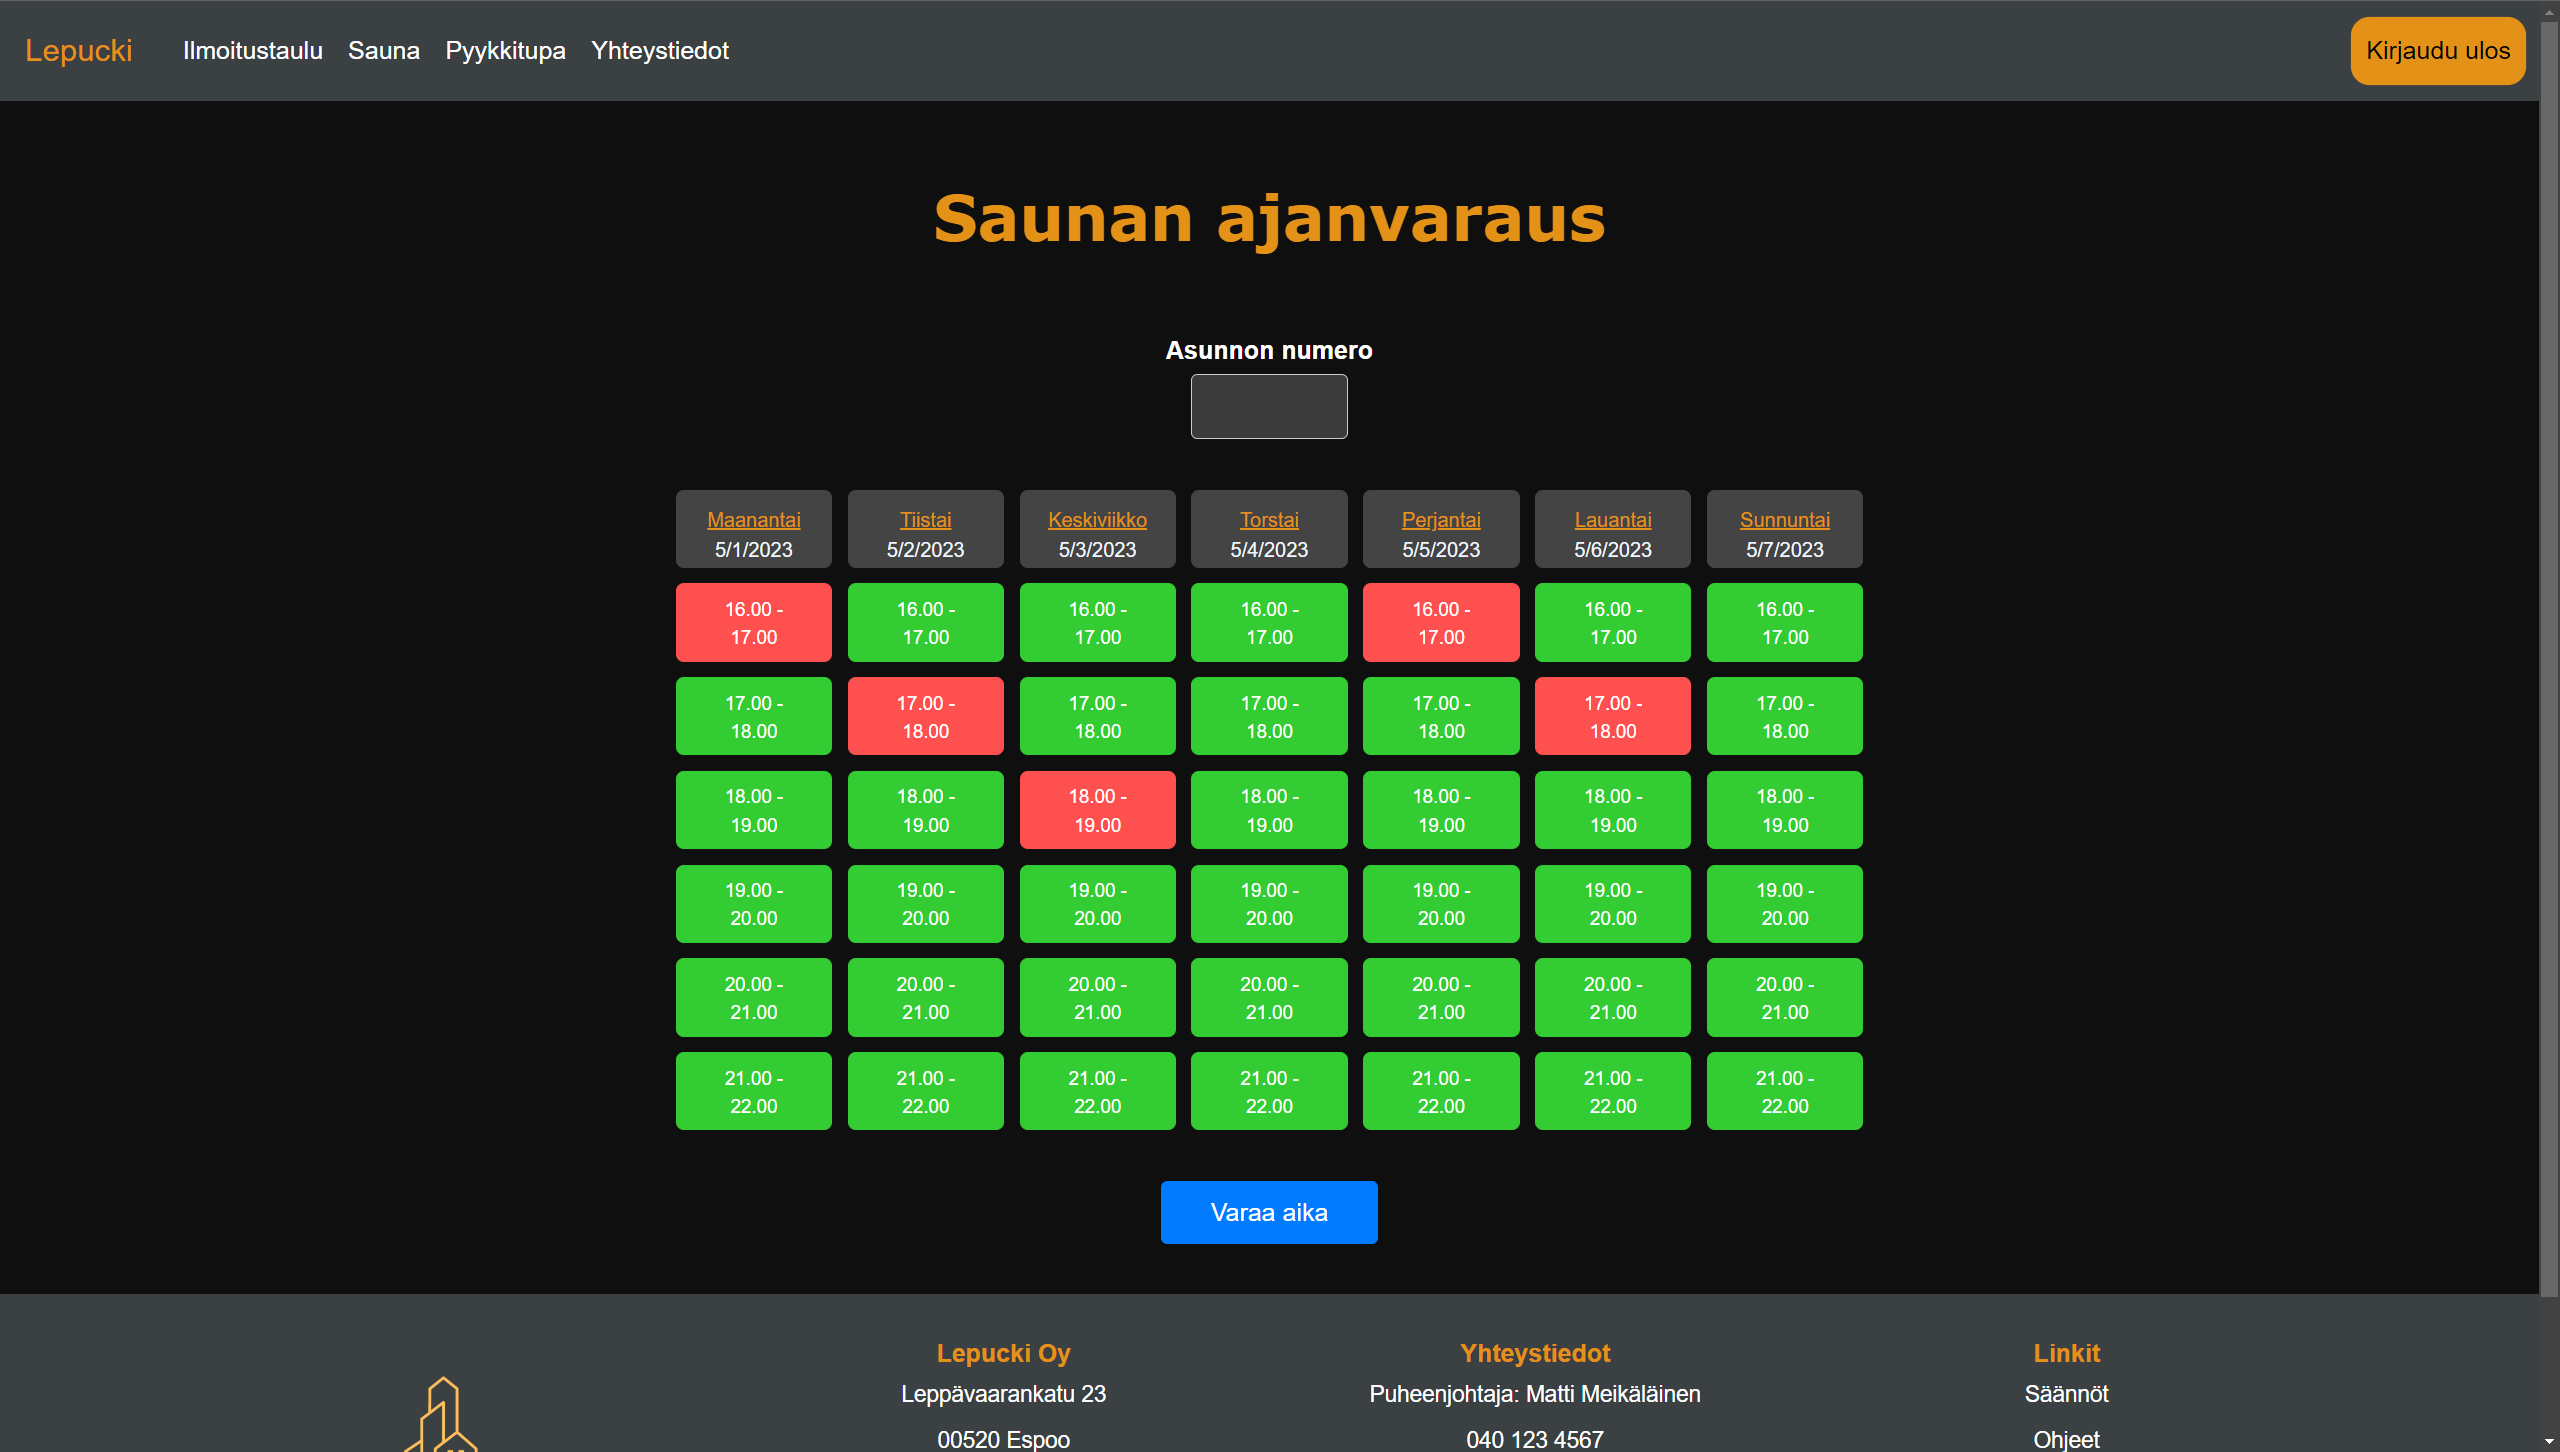 Lepucki Ilmoitustaulu Sauna Pyykkitupa Yhteystiedot Kirjaudu ulos
Saunan ajanvaraus
Asunnon numero
Maanantai Tiistai Keskiviikko Torstai Perjantai Lauantai Sunnuntai
5/1/2023 5/2/2023 5/3/2023 5/4/2023 5/5/2023 5/6/2023 5/7/2023
16.00 - 16.00 - 16.00 - 16.00 - 16.00 - 16.00 - 16.00 -
17.00 17.00 17.00 17.00 17.00 17.00 17.00
17.00 - 17.00 - 17.00 - 17.00 - 17.00 - 17.00 - 17.00 -
18.00 18.00 18.00 18.00 18.00 18.00 18.00
18.00 - 18.00 - 18.00 - 18.00 - 18.00 - 18.00 - 18.00 -
19.00 19.00 19.00 19.00 19.00 19.00 19.00
19.00 - 19.00 - 19.00 - 19.00 - 19.00 - 19.00 - 19.00 -
20.00 20.00 20.00 20.00 20.00 20.00 20.00
20.00 - 20.00 - 20.00 - 20.00 - 20.00 - 20.00 - 20.00 -
21.00 21.00 21.00 21.00 21.00 21.00 21.00
21.00 - 21.00 - 21.00 - 21.00 - 21.00 - 21.00 - 21.00 -
22.00 22.00 22.00 22.00 22.00 22.00 22.00
Varaa aika
Lepucki Oy Yhteystiedot Linkit
Leppävaarankatu 23 Puheenjohtaja: Matti Meikäläinen Säännöt
00520 Espoo 040 123 4567 Ohjeet